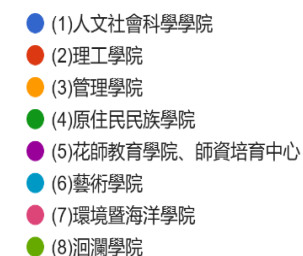 (1)人文社會科學學院
(2)理工學院
(3)管理學院
(4)原住民民族學院
(5)花師教育學院、師資培育中心
(6)藝術學院
(7)環境暨海洋學院
(8)洄瀾學院